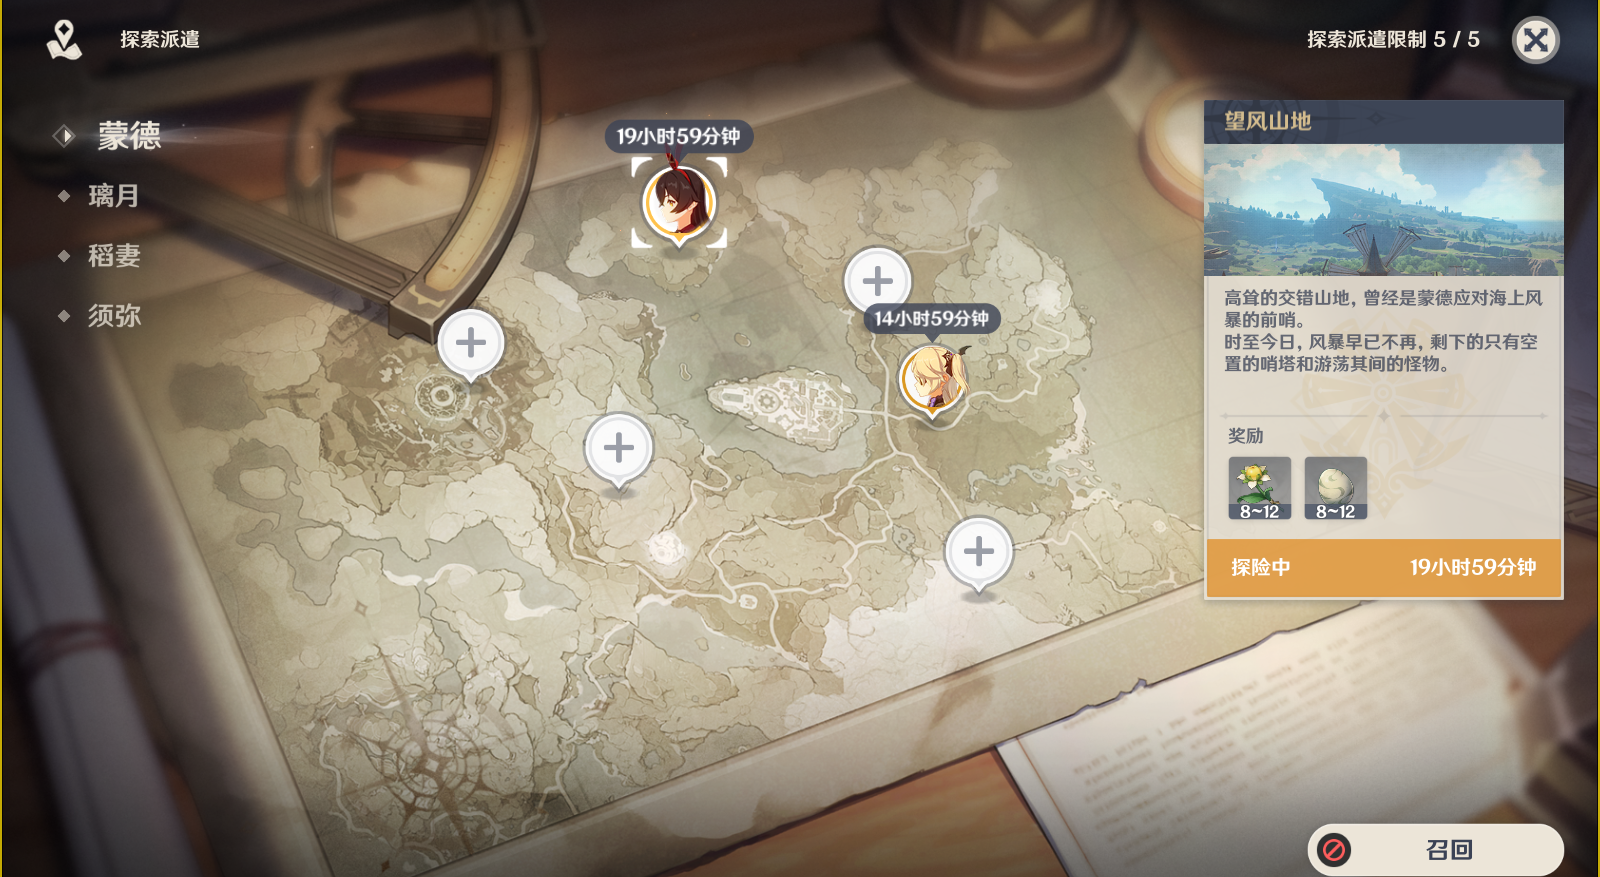 探索派遣
探索派遣限制 5 / 5
蒙德
璃月
稻妻
须弥
19小时59分钟
14小时59分钟
望风山地
高耸的交错山地，曾经是蒙德应对海上风
暴的前哨。
时至今日，风暴早已不再，剩下的只有空
置的哨塔和游荡其间的怪物。
奖励
8~12
8~12
探险中
19小时59分钟
召回